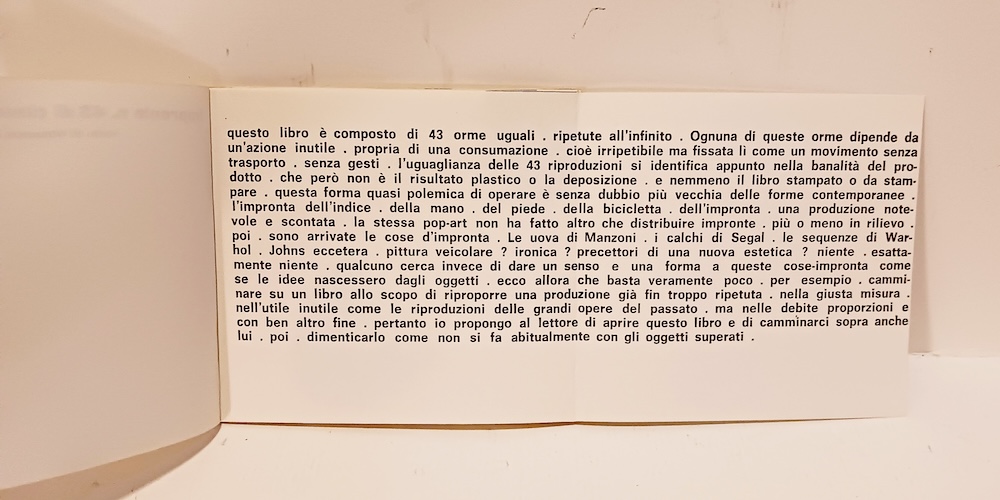 questo libro è composto di 43 orme uguali . ripetute all'infinito . Ognuna di queste orme dipende da
un'azione inutile . propria di una consumazione . cioè irripetibile ma fissata lì come un movimento senza
trasporto . senza gesti . l'uguaglianza delle 43 riproduzioni si identifica appunto nella banalità del pro-
dotto . che però non è il risultato plastico o la deposizione . e nemmeno il libro stampato o da stam-
pare . questa forma quasi polemica di operare è senza dubbio più vecchia delle forme contemporanee .
l'impronta dell'indice . della mano . del piede . della bicicletta . dell'impronta . una produzione note-
vole e scontata . la stessa pop-art non ha fatto altro che distribuire impronte . più o meno in rilievo .
poi . sono arrivate le cose d'impronta . Le uova di Manzoni . i calchi di Segal . le sequenze di War-
hol . Johns eccetera . pitture veicolare ? ironica ? precettori di una nuova estetica ? niente . esatta-
mente niente . qualcuno cerca invece di dare un senso e una forma a queste cose-impronta come
se le idee nascessero dagli oggetti . ecco allora che basta veramente poco . per esempio . cammi-
nare su un libro allo scopo di riproporre una produzione già fin troppo ripetuta . nella giusta misura .
nell'utile inutile come le riproduzioni delle grandi opere del passato . ma nelle debite proporzioni e
con ben altro fine . pertanto io propongo al lettore di aprire questo libro e di camminarci sopra anche
lui . poi . dimenticarlo come non si fa abitualmente con gli oggetti superati .